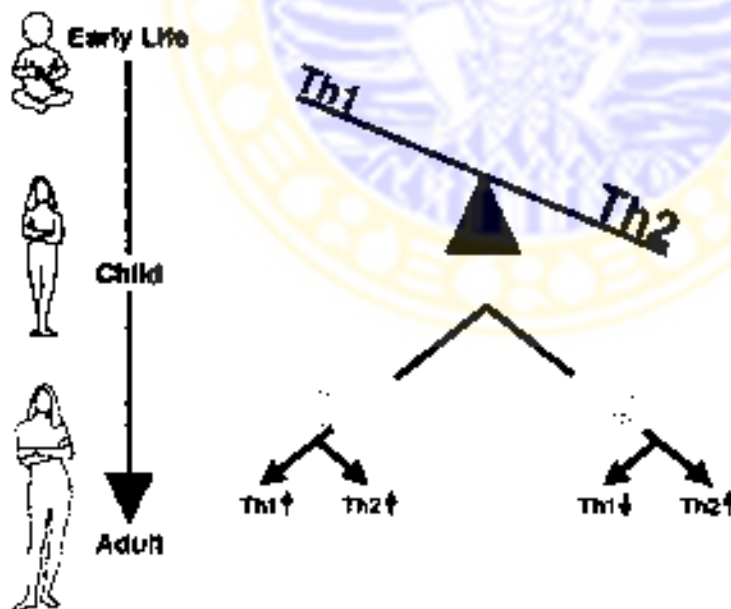 Early Life
Th1
Th2
Child
Th1↑ Th2↑ Th1↓ Th2↑
Adult